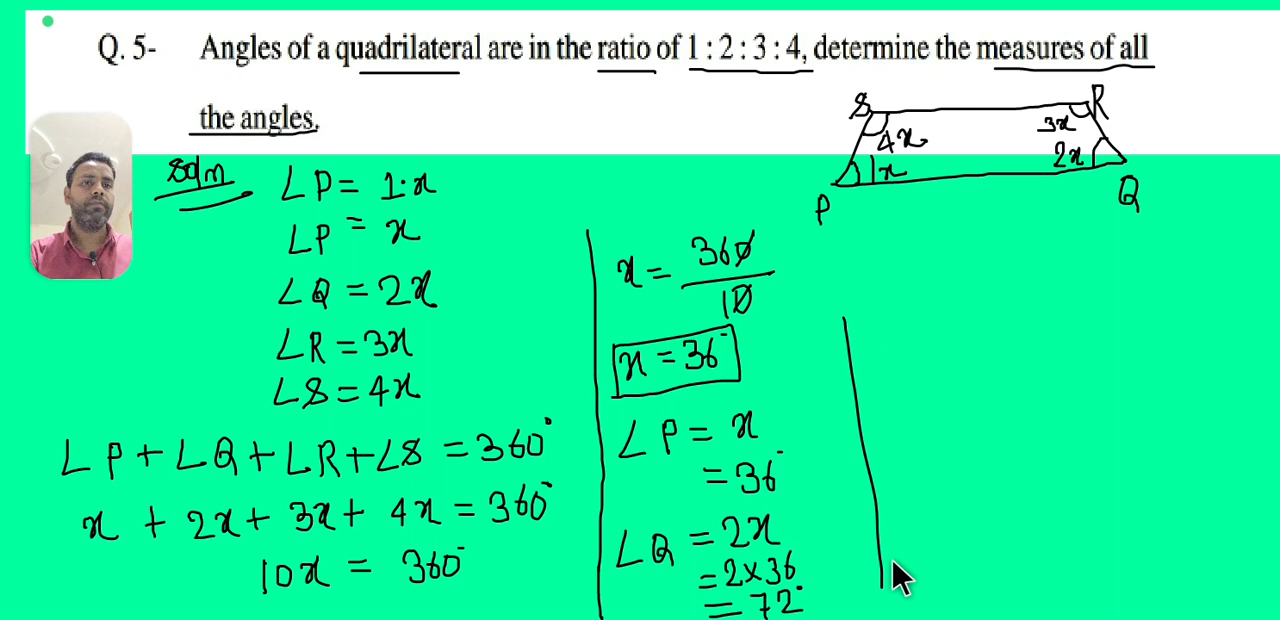 Q. 5- Angles of a quadrilateral are in the ratio of 1 : 2 : 3 : 4, determine the measures of all
the angles.
S R
4x 3x
x 2x
P Q
Soln
∠P = 1·x
∠P = x
∠Q = 2x
∠R = 3x
∠S = 4x
∠P + ∠Q + ∠R + ∠S = 360°
x + 2x + 3x + 4x = 360°
10x = 360°
x = 360/10
x = 36°
∠P = x
= 36°
∠Q = 2x
= 2×36
= 72°